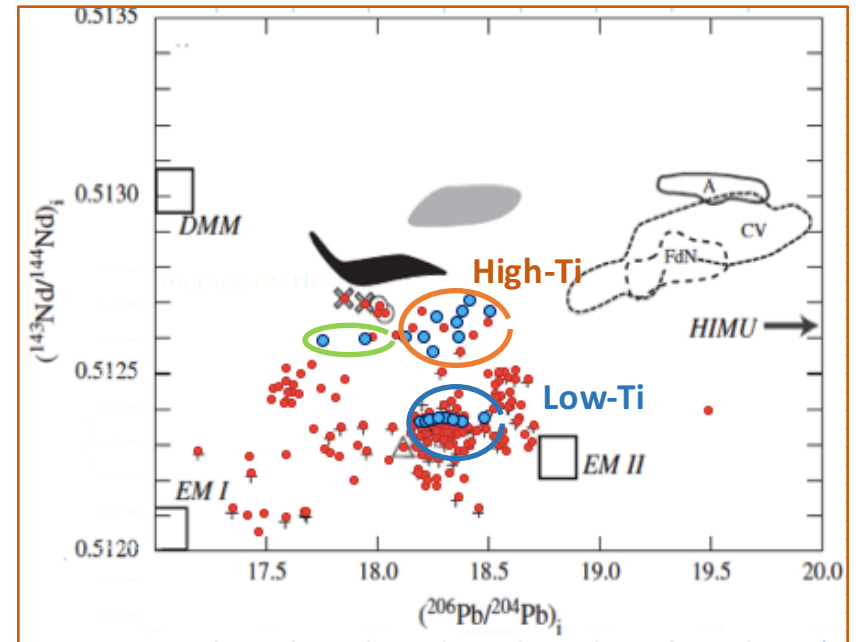 0.5135
0.5130
DMM
A
CV
FdN
High-Ti
HIMU
(¹⁴³Nd/¹⁴⁴Nd)ᵢ
0.5125
Low-Ti
EM II
EM I
0.5120
17.5 18.0 18.5 19.0 19.5 20.0
(²⁰⁶Pb/²⁰⁴Pb)ᵢ